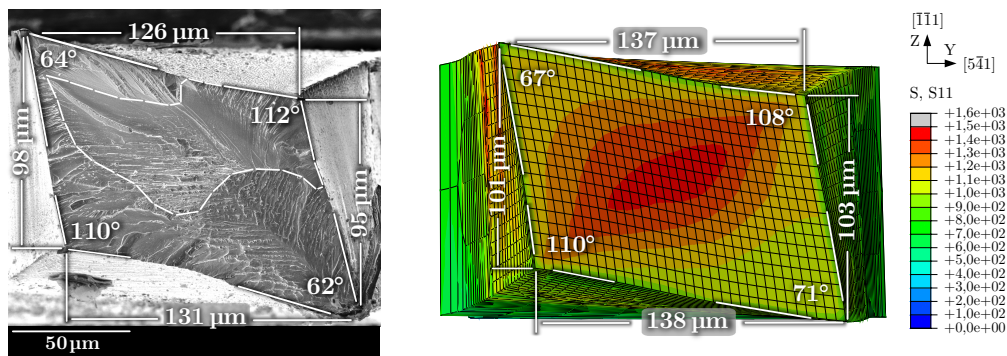 126 µm
64°
112°
98 µm
95 µm
110°
62°
131 µm
50 µm
137 µm
67°
108°
101 µm
103 µm
110°
71°
138 µm
[1̄1̄1]
Z
Y
[54̄1]
S, S11
+1,6e+03
+1,5e+03
+1,4e+03
+1,3e+03
+1,2e+03
+1,1e+03
+1,0e+03
+9,0e+02
+8,0e+02
+7,0e+02
+6,0e+02
+5,0e+02
+4,0e+02
+3,0e+02
+2,0e+02
+1,0e+02
+0,0e+00